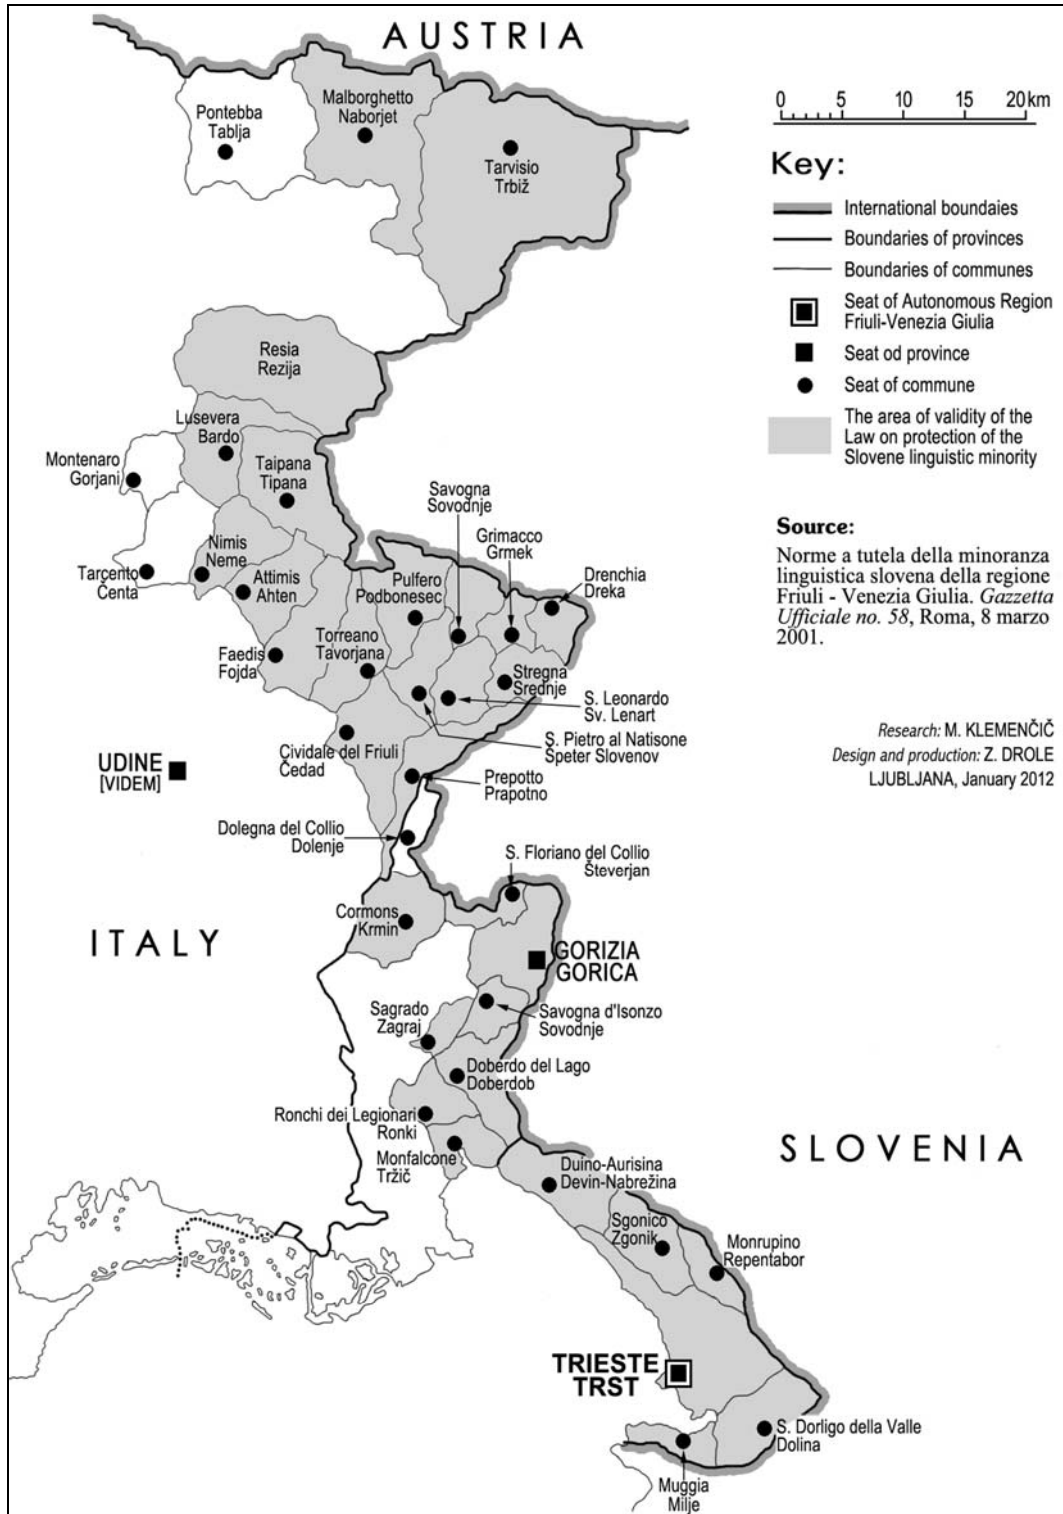 AUSTRIA
Pontebba
Tablja
Malborghetto
Naborjet
Tarvisio
Trbiž
0 5 10 15 20km
Key:
International boundaies
Boundaries of provinces
Boundaries of communes
Seat of Autonomous Region
Friuli-Venezia Giulia
Seat od province
Seat of commune
The area of validity of the
Law on protection of the
Slovene linguistic minority
Source:
Norme a tutela della minoranza
linguistica slovena della regione
Friuli - Venezia Giulia. Gazzetta
Ufficiale no. 58, Roma, 8 marzo
2001.
Research: M. KLEMENČIČ
Design and production: Z. DROLE
LJUBLJANA, January 2012
Resia
Rezija
Lusevera
Bardo
Montenaro
Gorjani
Taipana
Tipana
Savogna
Sovodnje
Grimacco
Grmek
Nimis
Neme
Tarcento
Čenta
Attimis
Ahten
Pulfero
Podbonesec
Drenchia
Dreka
Torreano
Tavorjana
Faedis
Fojda
Stregna
Srednje
S. Leonardo
Sv. Lenart
S. Pietro al Natisone
Špeter Slovenov
Cividale del Friuli
Čedad
UDINE
[VIDEM]
Prepotto
Prapotno
Dolegna del Collio
Dolenje
S. Floriano del Collio
Števerjan
Cormons
Krmin
ITALY
GORIZIA
GORICA
Sagrado
Zagraj
Savogna d'Isonzo
Sovodnje
Doberdo del Lago
Doberdob
Ronchi dei Legionari
Ronki
Monfalcone
Tržič
SLOVENIA
Duino-Aurisina
Devin-Nabrežina
Sgonico
Zgonik
Monrupino
Repentabor
TRIESTE
TRST
S. Dorligo della Valle
Dolina
Muggia
Milje